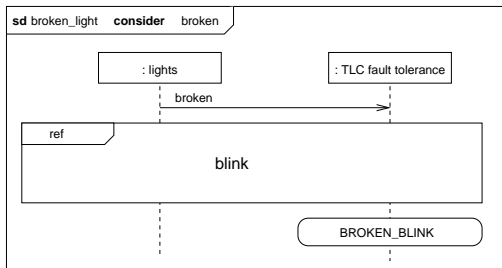 sd broken_light consider broken
: lights
: TLC fault tolerance
broken
ref
blink
BROKEN_BLINK